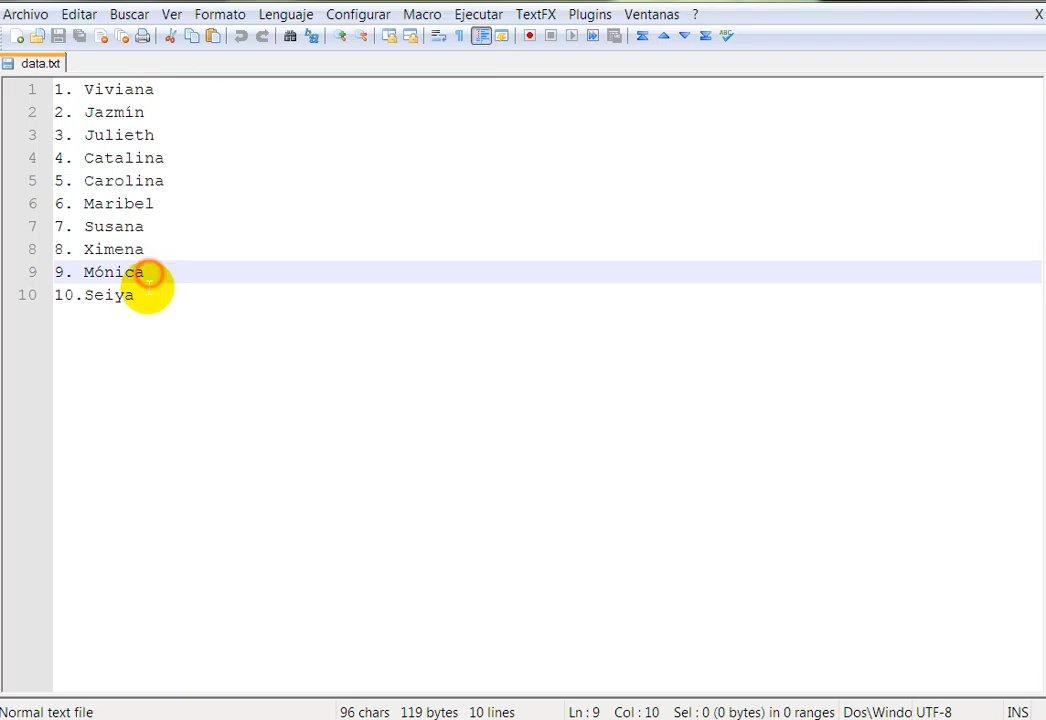 Archivo Editar Buscar Ver Formato Lenguaje Configurar Macro Ejecutar TextFX Plugins Ventanas ? X
ABC
data.txt
1 1. Viviana
2 2. Jazmín
3 3. Julieth
4 4. Catalina
5 5. Carolina
6 6. Maribel
7 7. Susana
8 8. Ximena
9 9. Mónica
10 10.Seiya
Normal text file 96 chars 119 bytes 10 lines Ln : 9 Col : 10 Sel : 0 (0 bytes) in 0 ranges Dos\Windo UTF-8 INS